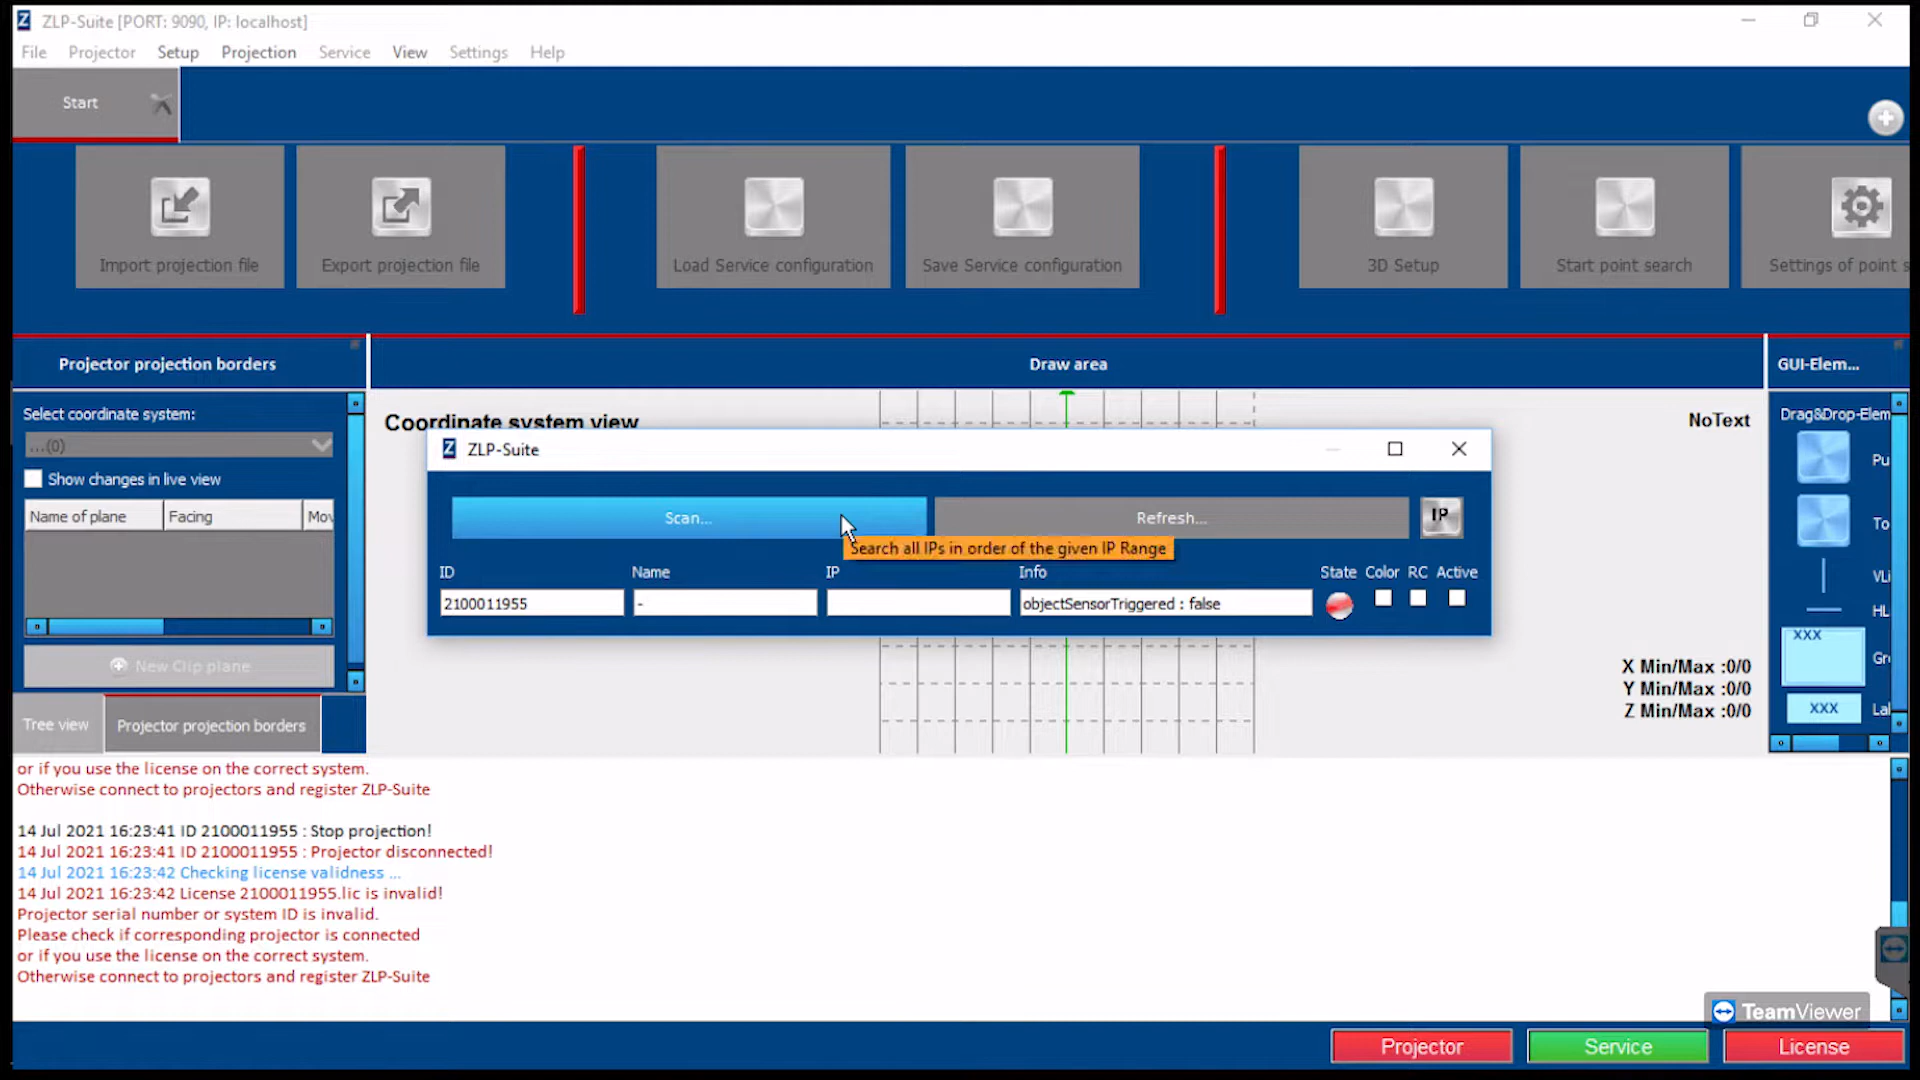 ZLP-Suite [PORT: 9090, IP: localhost]
File Projector Setup Projection Service View Settings Help
Start
Import projection file
Export projection file
Load Service configuration
Save Service configuration
3D Setup
Start point search
Settings of point s
Projector projection borders
Draw area
GUI-Elem...
Select coordinate system:
...(0)
Show changes in live view
Name of plane Facing Mov
New Clip plane
Tree view
Projector projection borders
Coordinate system view
NoText
X Min/Max :0/0
Y Min/Max :0/0
Z Min/Max :0/0
Drag&Drop-Elem
Pu
To
VLi
HL
XXX
Gr
XXX
Lal
ZLP-Suite
Scan...
Refresh...
IP
Search all IPs in order of the given IP Range
ID Name IP Info State Color RC Active
2100011955 - objectSensorTriggered : false
or if you use the license on the correct system.
Otherwise connect to projectors and register ZLP-Suite
14 Jul 2021 16:23:41 ID 2100011955 : Stop projection!
14 Jul 2021 16:23:41 ID 2100011955 : Projector disconnected!
14 Jul 2021 16:23:42 Checking license validness ...
14 Jul 2021 16:23:42 License 2100011955.lic is invalid!
Projector serial number or system ID is invalid.
Please check if corresponding projector is connected
or if you use the license on the correct system.
Otherwise connect to projectors and register ZLP-Suite
TeamViewer
Projector
Service
License